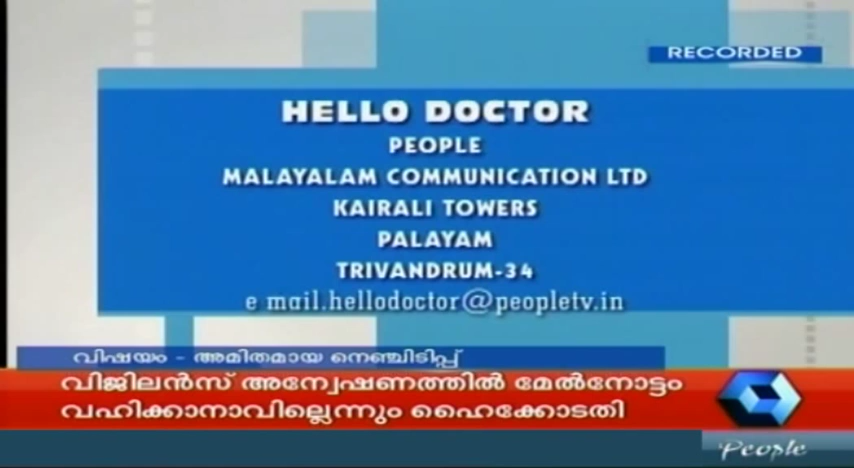 RECORDED
HELLO DOCTOR
PEOPLE
MALAYALAM COMMUNICATION LTD
KAIRALI TOWERS
PALAYAM
TRIVANDRUM-34
e mail.hellodoctor@peopletv.in
വിഷയം - അമിതമായ നെഞ്ചിടിപ്പ്
വിജിലൻസ് അന്വേഷണത്തിൽ മേൽനോട്ടം
വഹിക്കാനാവില്ലെന്നും ഹൈക്കോടതി
People